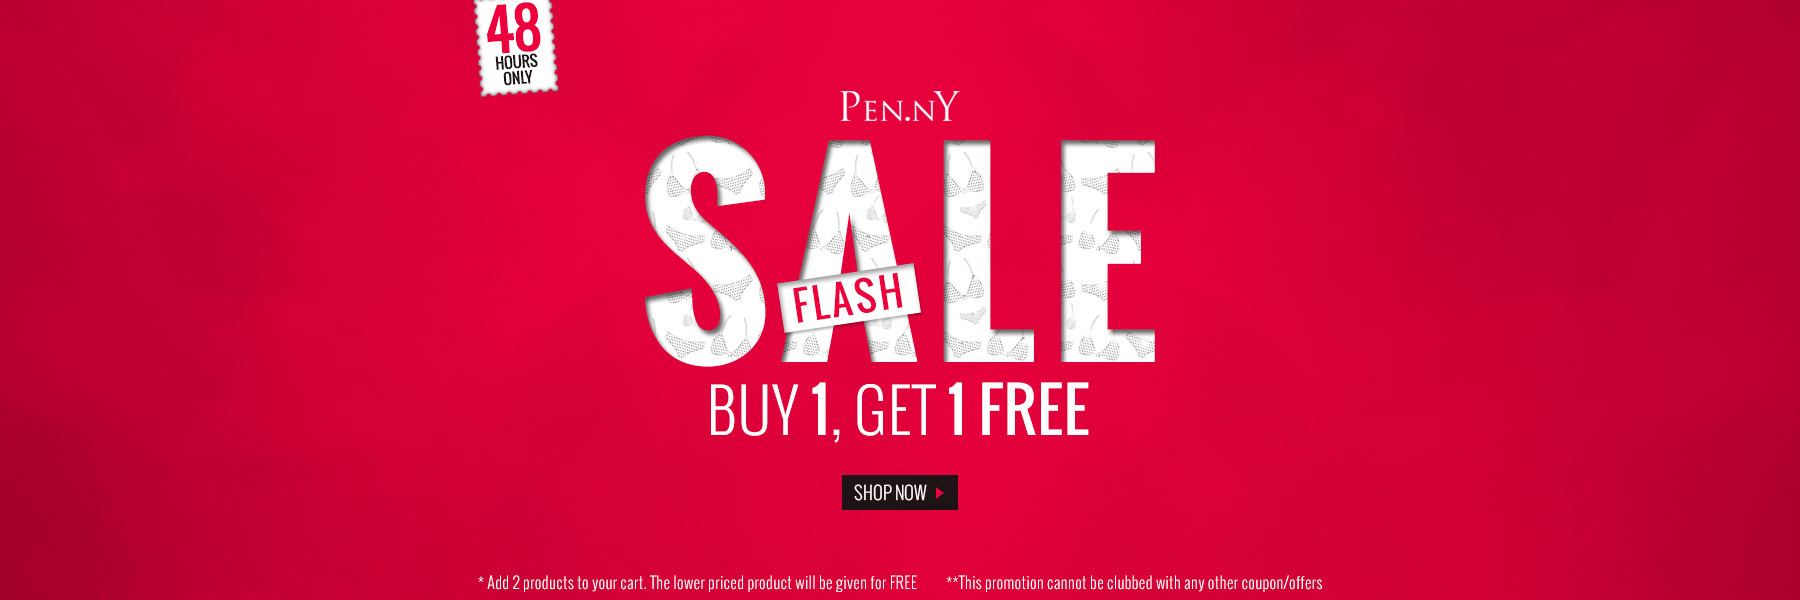 48
HOURS
ONLY
PEN.NY
SALE
FLASH
BUY 1, GET 1 FREE
SHOP NOW
* Add 2 products to your cart. The lower priced product will be given for FREE
**This promotion cannot be clubbed with any other coupon/offers